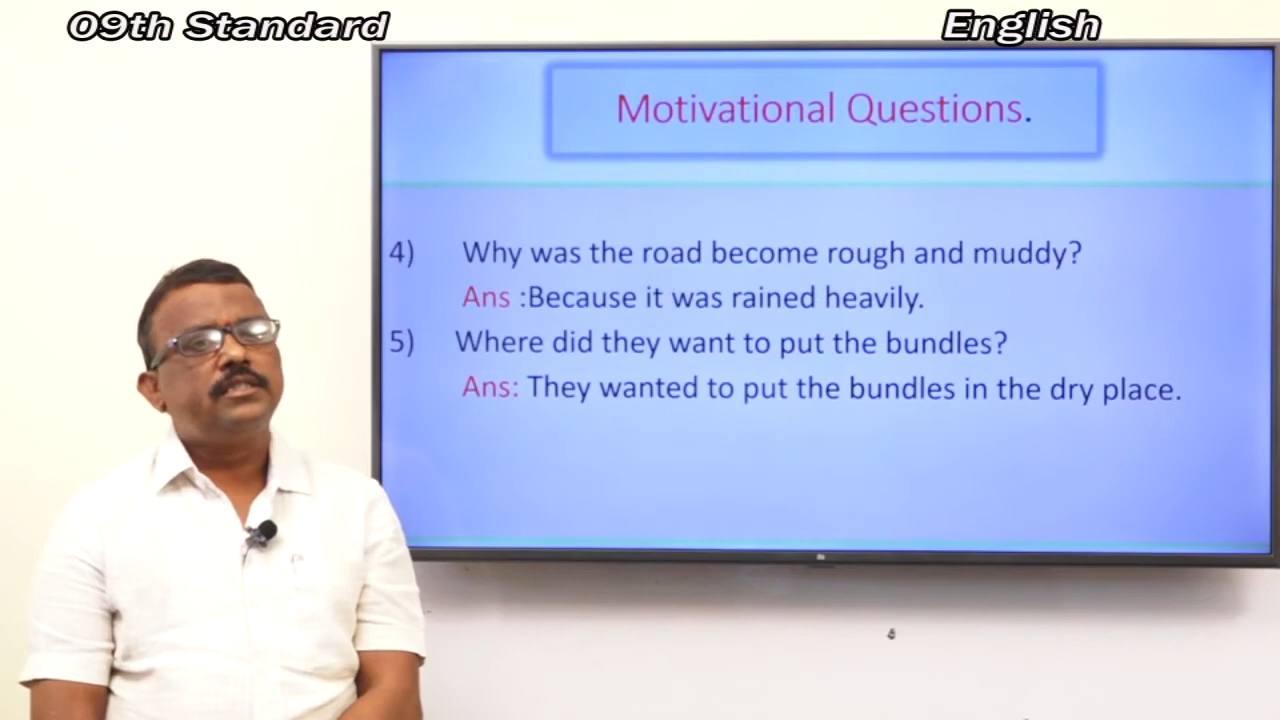 09th Standard
English
Motivational Questions.
4) Why was the road become rough and muddy?
Ans :Because it was rained heavily.
5) Where did they want to put the bundles?
Ans: They wanted to put the bundles in the dry place.